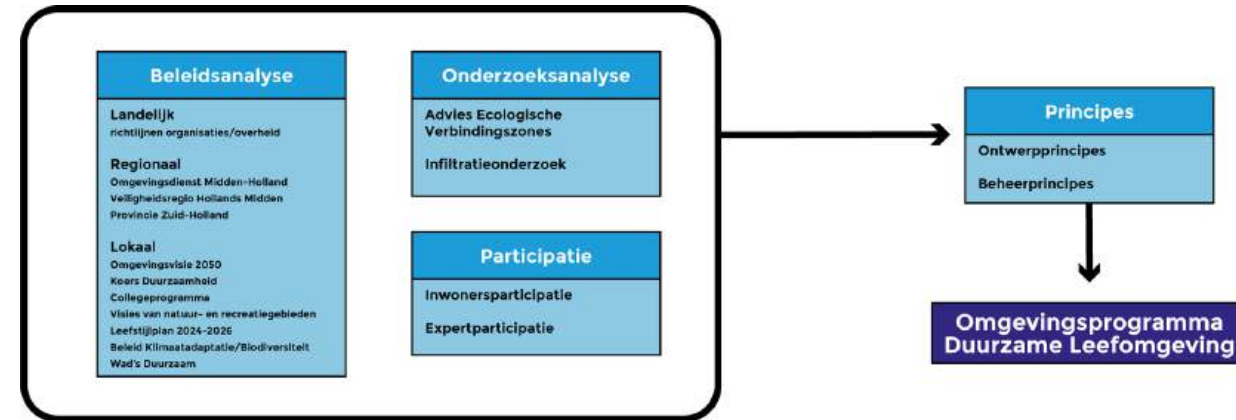 Beleidsanalyse
Landelijk
richtlijnen organisaties/overheid
Regionaal
Omgevingsdienst Midden-Holland
Veiligheidsregio Hollands Midden
Provincie Zuid-Holland
Lokaal
Omgevingsvisie 2050
Koers Duurzaamheid
Collegeprogramma
Visies van natuur- en recreatiegebieden
Leefstijlplan 2024-2026
Beleid Klimaatadaptatie/Biodiversiteit
Wad's Duurzaam
Onderzoeksanalyse
Advies Ecologische
Verbindingszones
Infiltratieonderzoek
Participatie
Inwonersparticipatie
Expertparticipatie
Principes
Ontwerpprincipes
Beheerprincipes
Omgevingsprogramma
Duurzame Leefomgeving